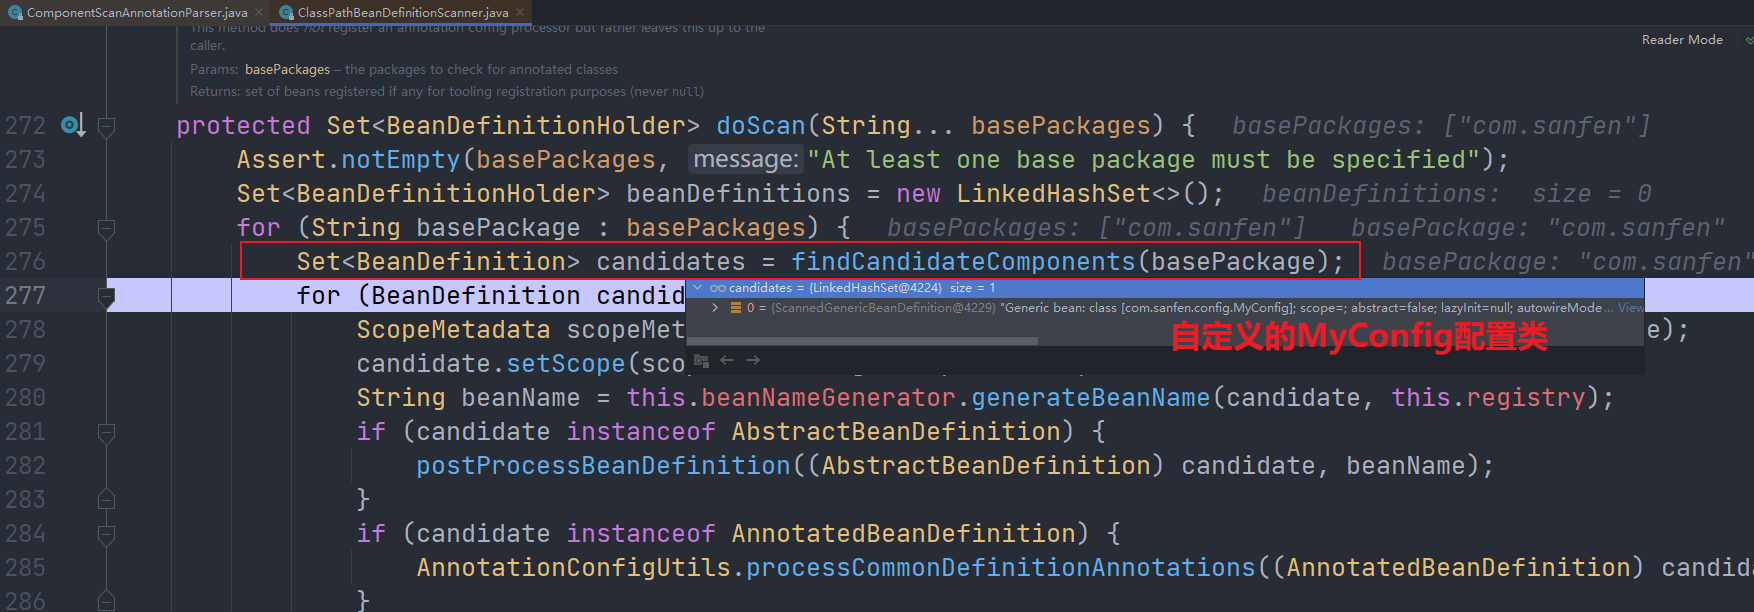 ComponentScanAnnotationParser.java × ClassPathBeanDefinitionScanner.java ×
This method does not register an annotation config processor but rather leaves this up to the
caller.
Reader Mode
Params: basePackages – the packages to check for annotated classes
Returns: set of beans registered if any for tooling registration purposes (never null)
272 protected Set<BeanDefinitionHolder> doScan(String... basePackages) { basePackages: ["com.sanfen"]
273 Assert.notEmpty(basePackages, message: "At least one base package must be specified");
274 Set<BeanDefinitionHolder> beanDefinitions = new LinkedHashSet<>(); beanDefinitions: size = 0
275 for (String basePackage : basePackages) { basePackages: ["com.sanfen"] basePackage: "com.sanfen"
276 Set<BeanDefinition> candidates = findCandidateComponents(basePackage); basePackage: "com.sanfen"
277 for (BeanDefinition candid
candidates = {LinkedHashSet@4224} size = 1
0 = {ScannedGenericBeanDefinition@4229} "Generic bean: class [com.sanfen.config.MyConfig]; scope=; abstract=false; lazyInit=null; autowireMode ... View
自定义的MyConfig配置类
278 ScopeMetadata scopeMet e);
279 candidate.setScope(scop
280 String beanName = this.beanNameGenerator.generateBeanName(candidate, this.registry);
281 if (candidate instanceof AbstractBeanDefinition) {
282 postProcessBeanDefinition((AbstractBeanDefinition) candidate, beanName);
283 }
284 if (candidate instanceof AnnotatedBeanDefinition) {
285 AnnotationConfigUtils.processCommonDefinitionAnnotations((AnnotatedBeanDefinition) candida
286 }